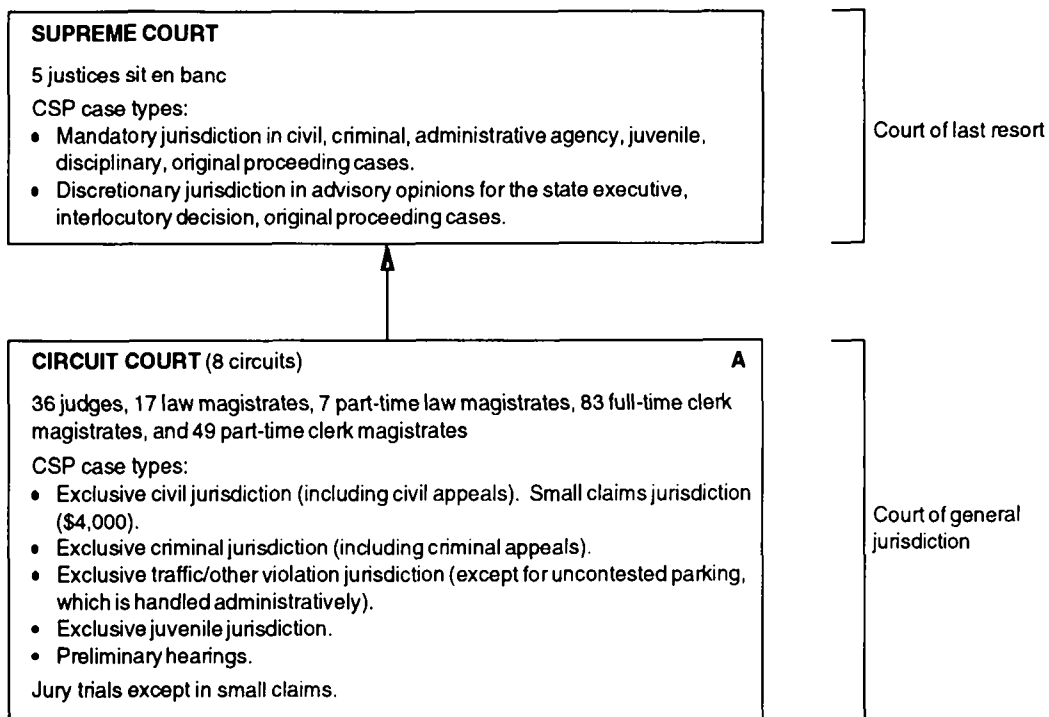 SUPREME COURT
5 justices sit en banc
CSP case types:
• Mandatory jurisdiction in civil, criminal, administrative agency, juvenile,
disciplinary, original proceeding cases.
• Discretionary jurisdiction in advisory opinions for the state executive,
interlocutory decision, original proceeding cases.
Court of last resort
CIRCUIT COURT (8 circuits) A
36 judges, 17 law magistrates, 7 part-time law magistrates, 83 full-time clerk
magistrates, and 49 part-time clerk magistrates
CSP case types:
• Exclusive civil jurisdiction (including civil appeals). Small claims jurisdiction
($4,000).
• Exclusive criminal jurisdiction (including criminal appeals).
• Exclusive traffic/other violation jurisdiction (except for uncontested parking,
which is handled administratively).
• Exclusive juvenile jurisdiction.
• Preliminary hearings.
Jury trials except in small claims.
Court of general
jurisdiction